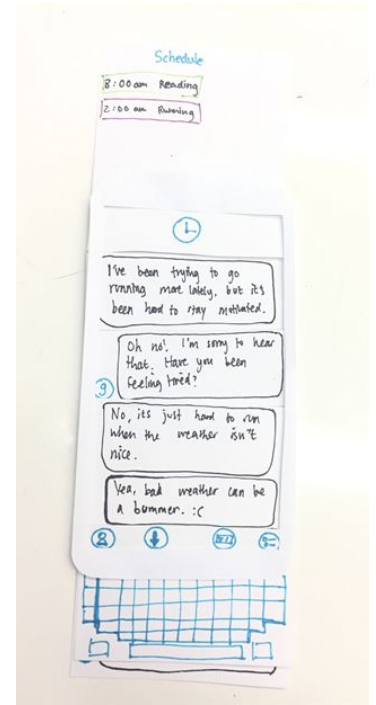 Schedule
8:00am Reading
2:00 am Running
I've been trying to go
running more lately, but it's
been hard to stay motivated.
Oh no! I'm sorry to hear
that. Have you been
feeling tired?
No, its just hard to run
when the weather isn't
nice.
Yea, bad weather can be
a bummer. :C